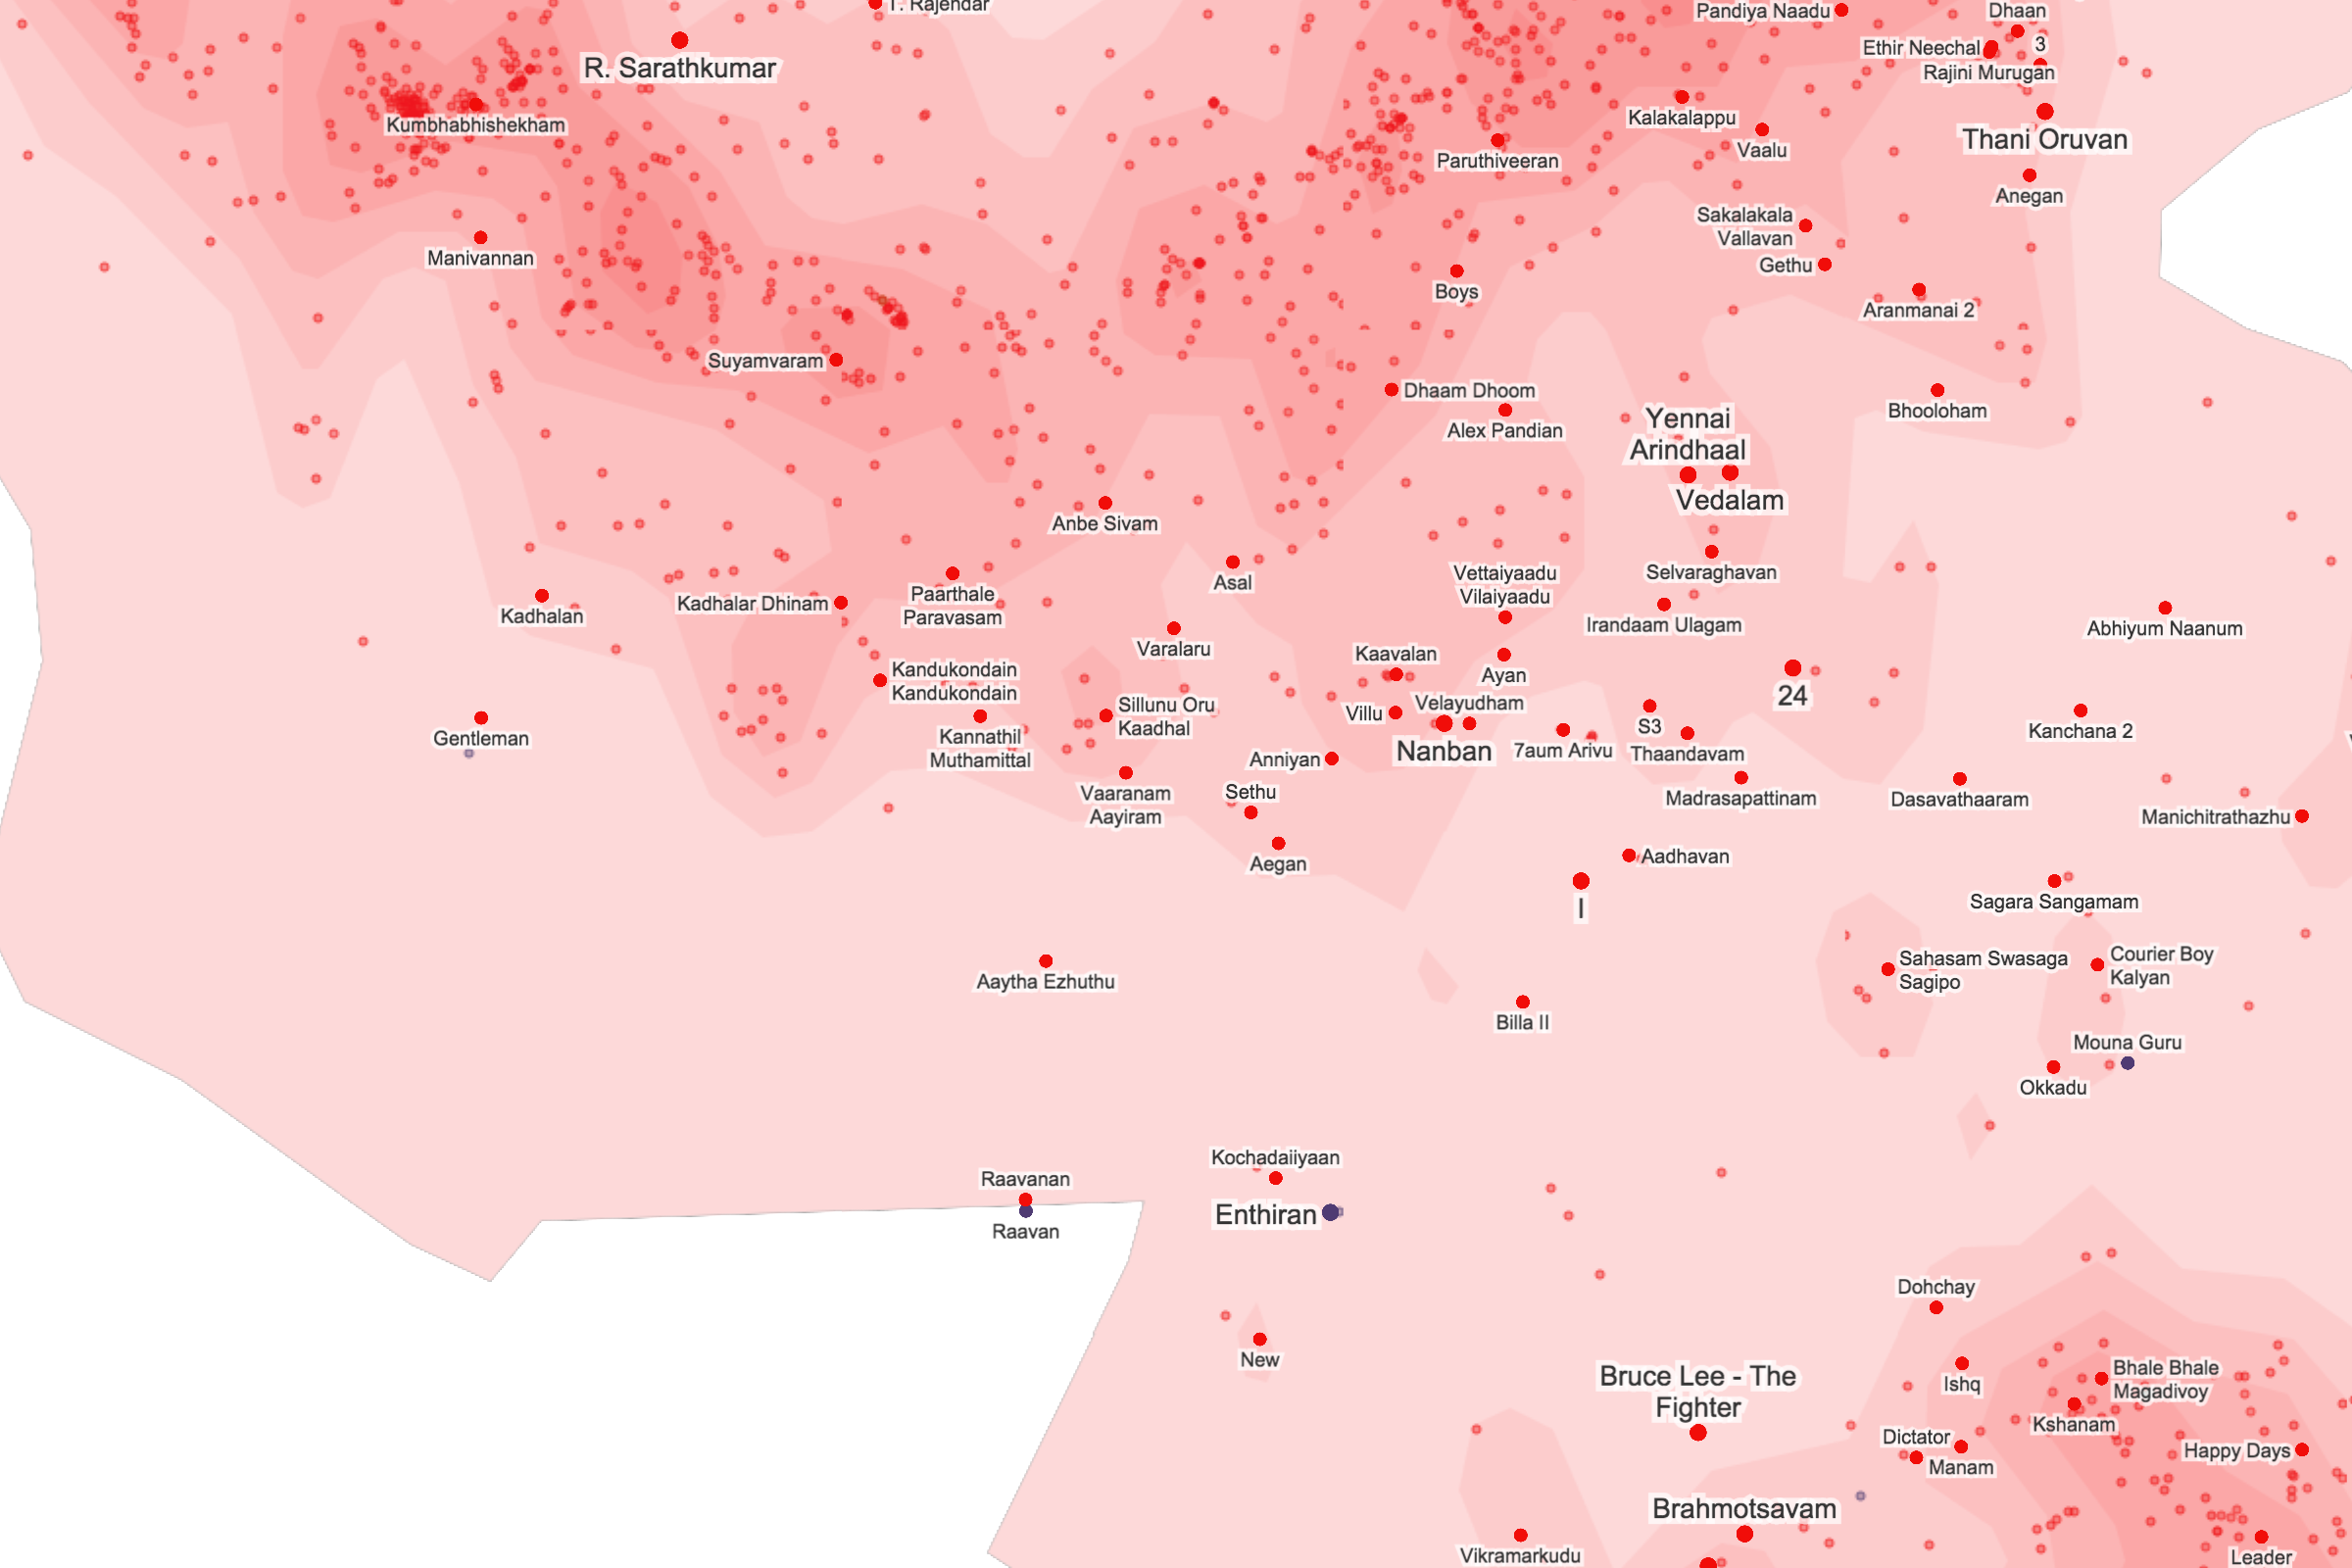 T. Rajendar
R. Sarathkumar
Kumbhabhishekham
Manivannan
Suyamvaram
Pandiya Naadu
Dhaan
Ethir Neechal
3
Rajini Murugan
Kalakalappu
Thani Oruvan
Vaalu
Paruthiveeran
Anegan
Sakalakala
Vallavan
Gethu
Boys
Aranmanai 2
Dhaam Dhoom
Alex Pandian
Yennai
Arindhaal
Vedalam
Bhooloham
Anbe Sivam
Asal
Selvaraghavan
Vettaiyaadu
Vilaiyaadu
Kadhalan
Kadhalar Dhinam
Paarthale
Paravasam
Irandaam Ulagam
Abhiyum Naanum
Varalaru
Kaavalan
Ayan
Kandukondain
Kandukondain
24
Sillunu Oru
Kaadhal
Villu
Velayudham
Nanban
7aum Arivu
S3
Thaandavam
Kanchana 2
Gentleman
Kannathil
Muthamittal
Anniyan
Vaaranam
Aayiram
Sethu
Madrasapattinam
Dasavathaaram
Manichitrathazhu
Aegan
Aadhavan
I
Sagara Sangamam
Aaytha Ezhuthu
Sahasam Swasaga
Sagipo
Courier Boy
Kalyan
Billa II
Mouna Guru
Okkadu
Kochadaiiyaan
Raavanan
Enthiran
Raavan
New
Dohchay
Ishq
Bhale Bhale
Magadivoy
Kshanam
Bruce Lee - The
Fighter
Dictator
Manam
Happy Days
Brahmotsavam
Vikramarkudu
Leader